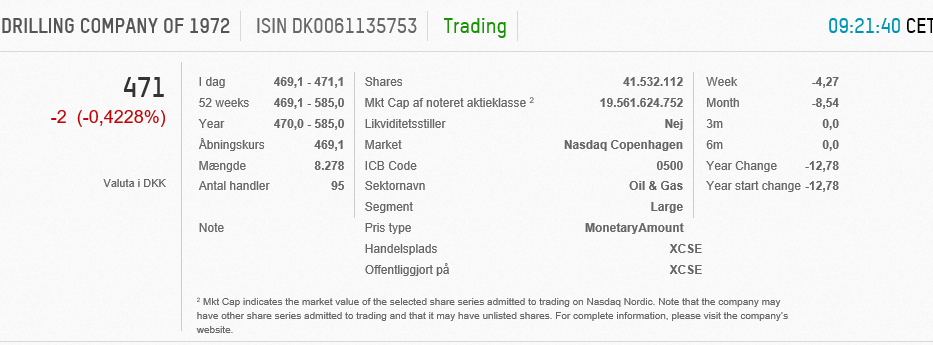 DRILLING COMPANY OF 1972 ISIN DK0061135753 Trading 09:21:40 CET
471
-2 (-0,4228%)
Valuta i DKK
I dag 469,1 - 471,1
52 weeks 469,1 - 585,0
Year 470,0 - 585,0
Åbningskurs 469,1
Mængde 8.278
Antal handler 95
Note
Shares 41.532.112
Mkt Cap af noteret aktieklasse ² 19.561.624.752
Likviditetsstiller Nej
Market Nasdaq Copenhagen
ICB Code 0500
Sektornavn Oil & Gas
Segment Large
Pris type MonetaryAmount
Handelsplads XCSE
Offentliggjort på XCSE
Week -4,27
Month -8,54
3m 0,0
6m 0,0
Year Change -12,78
Year start change -12,78
² Mkt Cap indicates the market value of the selected share series admitted to trading on Nasdaq Nordic. Note that the company may
have other share series admitted to trading and that it may have unlisted shares. For complete information, please visit the company's
website.